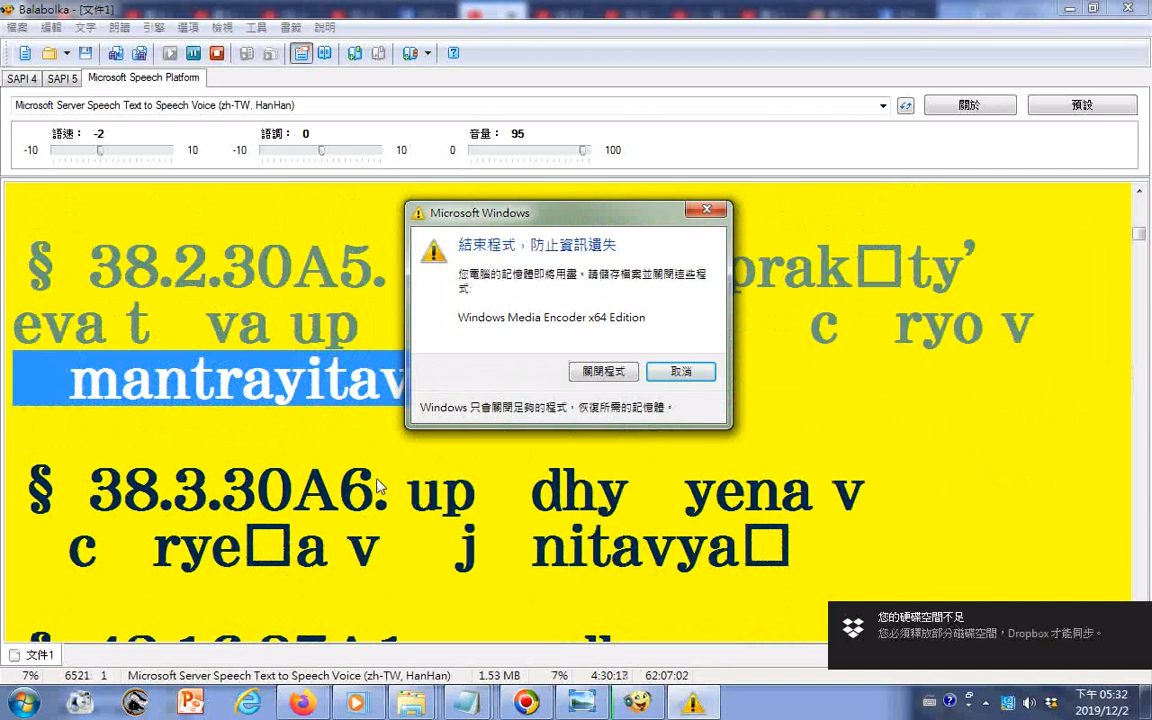 Balabolka - [文件1]
檔案 編輯 文字 朗讀 引擎 選項 檢視 工具 書籤 說明
SAPI 4 SAPI 5 Microsoft Speech Platform
Microsoft Server Speech Text to Speech Voice (zh-TW, HanHan) 關於 預設
語速： -2 語調： 0 音量： 95
-10 10 -10 10 0 100
§ 38.2.30A5. prak□ty'
eva t va up c ryo v
mantrayitav
§ 38.3.30A6. up dhy yena v
c rye□a v j nitavya□
Microsoft Windows
結束程式，防止資訊遺失
您電腦的記憶體即將用盡。請儲存檔案並關閉這些程
式:
Windows Media Encoder x64 Edition
關閉程式 取消
Windows 只會關閉足夠的程式，恢復所需的記憶體。
您的硬碟空間不足
您必須釋放部分磁碟空間，Dropbox 才能同步。
文件1
7% 6521: 1 Microsoft Server Speech Text to Speech Voice (zh-TW, HanHan) 1.53 MB 7% 4:30:13 62:07:02
下午 05:32
2019/12/2